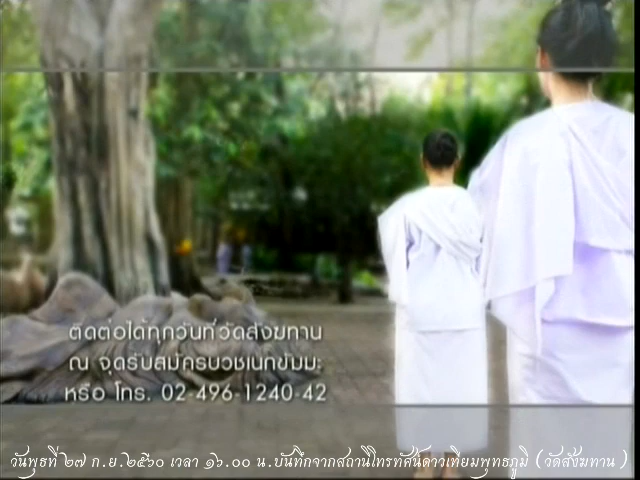 ติดต่อได้ทุกวันที่วัดสังฆทาน
ณ จุดรับสมัครบวชเนกขัมมะ
หรือ โทร. 02-496-1240-42
วันพุธที่ ๒๗ ก.ย.๒๕๖๐ เวลา ๑๖.๐๐ น.บันทึกจากสถานีโทรทัศน์ดาวเทียมพุทธภูมิ (วัดสังฆทาน)